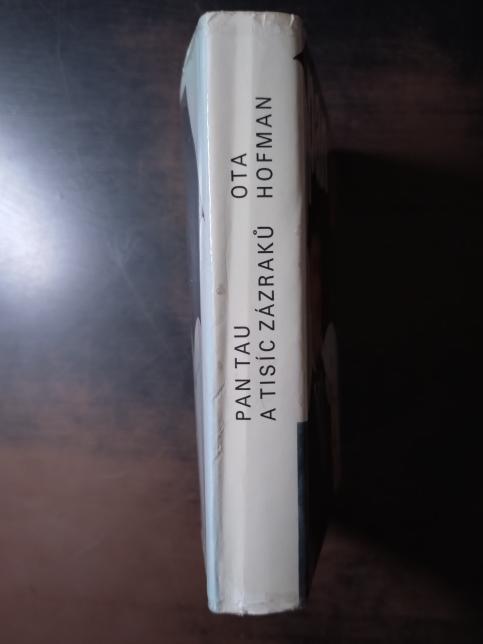 PAN TAU
A TISÍC ZÁZRAKŮ
OTA
HOFMAN